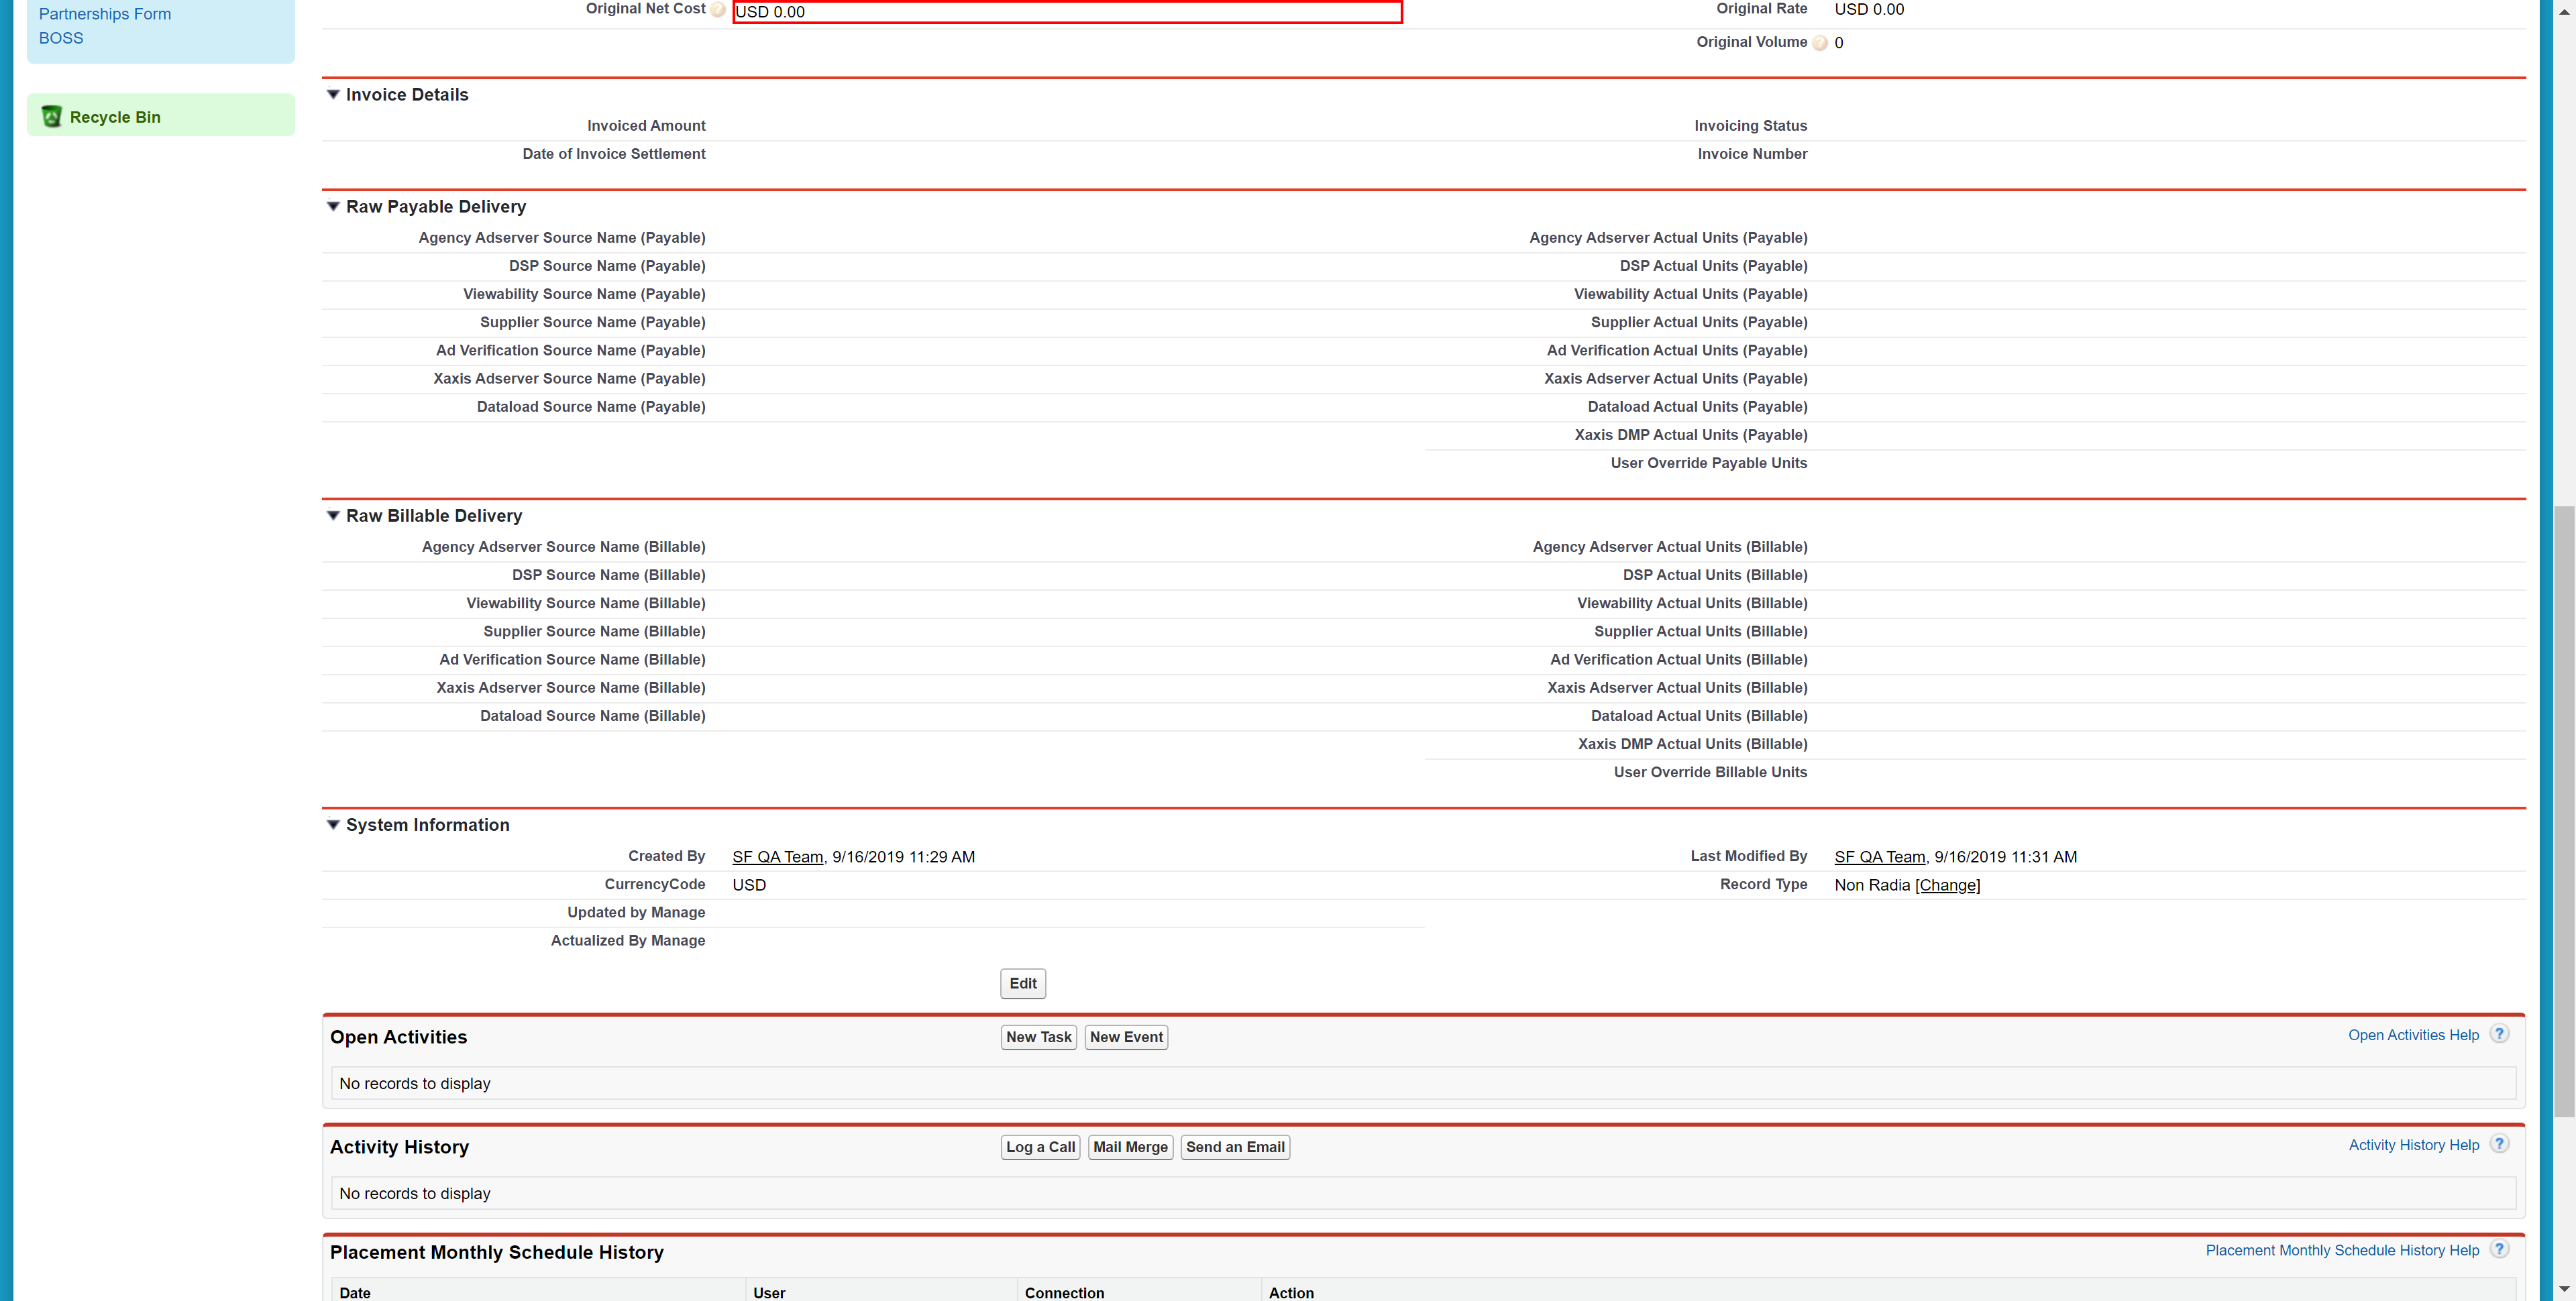 Partnerships Form
BOSS
Recycle Bin
Original Net Cost USD 0.00 Original Rate USD 0.00
Original Volume 0
Invoice Details
Invoiced Amount Invoicing Status
Date of Invoice Settlement Invoice Number
Raw Payable Delivery
Agency Adserver Source Name (Payable) Agency Adserver Actual Units (Payable)
DSP Source Name (Payable) DSP Actual Units (Payable)
Viewability Source Name (Payable) Viewability Actual Units (Payable)
Supplier Source Name (Payable) Supplier Actual Units (Payable)
Ad Verification Source Name (Payable) Ad Verification Actual Units (Payable)
Xaxis Adserver Source Name (Payable) Xaxis Adserver Actual Units (Payable)
Dataload Source Name (Payable) Dataload Actual Units (Payable)
Xaxis DMP Actual Units (Payable)
User Override Payable Units
Raw Billable Delivery
Agency Adserver Source Name (Billable) Agency Adserver Actual Units (Billable)
DSP Source Name (Billable) DSP Actual Units (Billable)
Viewability Source Name (Billable) Viewability Actual Units (Billable)
Supplier Source Name (Billable) Supplier Actual Units (Billable)
Ad Verification Source Name (Billable) Ad Verification Actual Units (Billable)
Xaxis Adserver Source Name (Billable) Xaxis Adserver Actual Units (Billable)
Dataload Source Name (Billable) Dataload Actual Units (Billable)
Xaxis DMP Actual Units (Billable)
User Override Billable Units
System Information
Created By SF QA Team, 9/16/2019 11:29 AM Last Modified By SF QA Team, 9/16/2019 11:31 AM
CurrencyCode USD Record Type Non Radia [Change]
Updated by Manage
Actualized By Manage
Edit
Open Activities New Task New Event Open Activities Help ?
No records to display
Activity History Log a Call Mail Merge Send an Email Activity History Help ?
No records to display
Placement Monthly Schedule History Placement Monthly Schedule History Help ?
Date User Connection Action